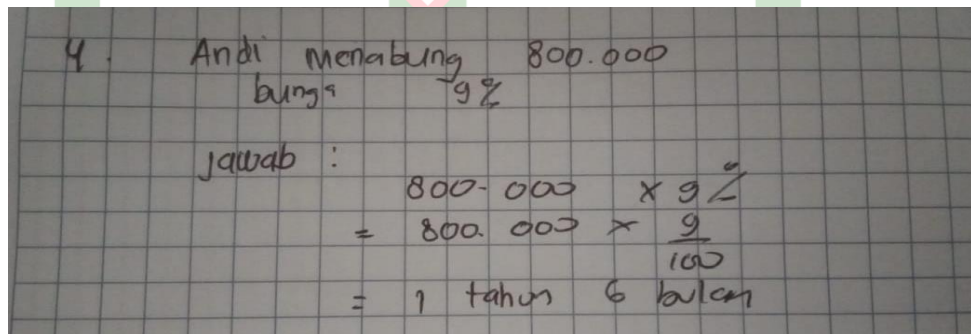 4. Andi menabung 800.000
bunga 9%
Jawab :
800.000 x 9%
= 800.000 x 9/100
= 1 tahun 6 bulan